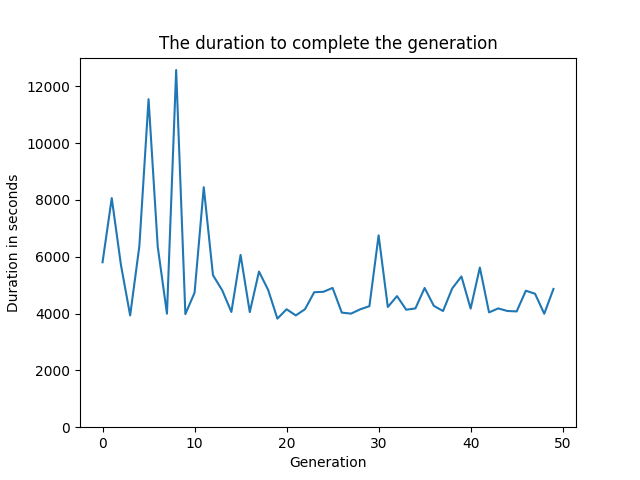 The duration to complete the generation
12000
10000
8000
6000
4000
2000
0
Duration in seconds
0 10 20 30 40 50
Generation